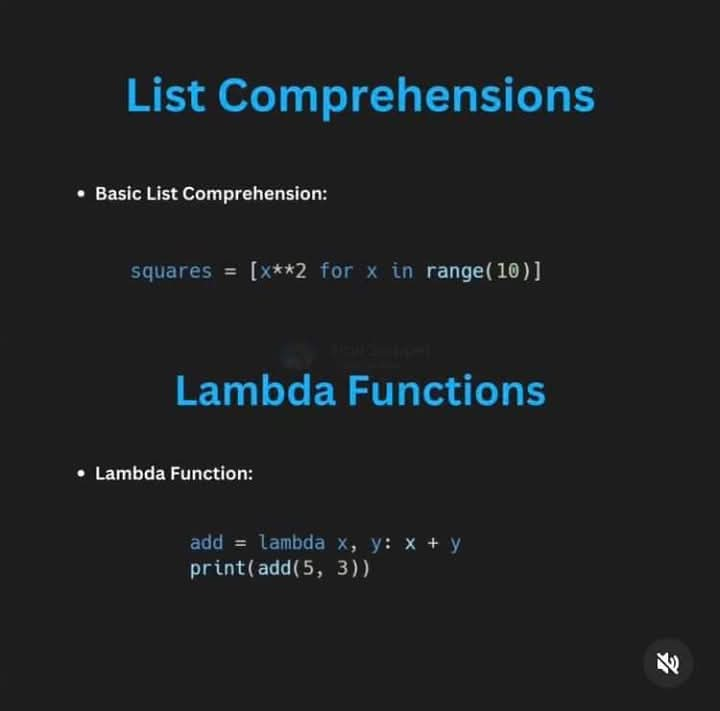 List Comprehensions
• Basic List Comprehension:
squares = [x**2 for x in range(10)]
Lambda Functions
• Lambda Function:
add = lambda x, y: x + y
print(add(5, 3))